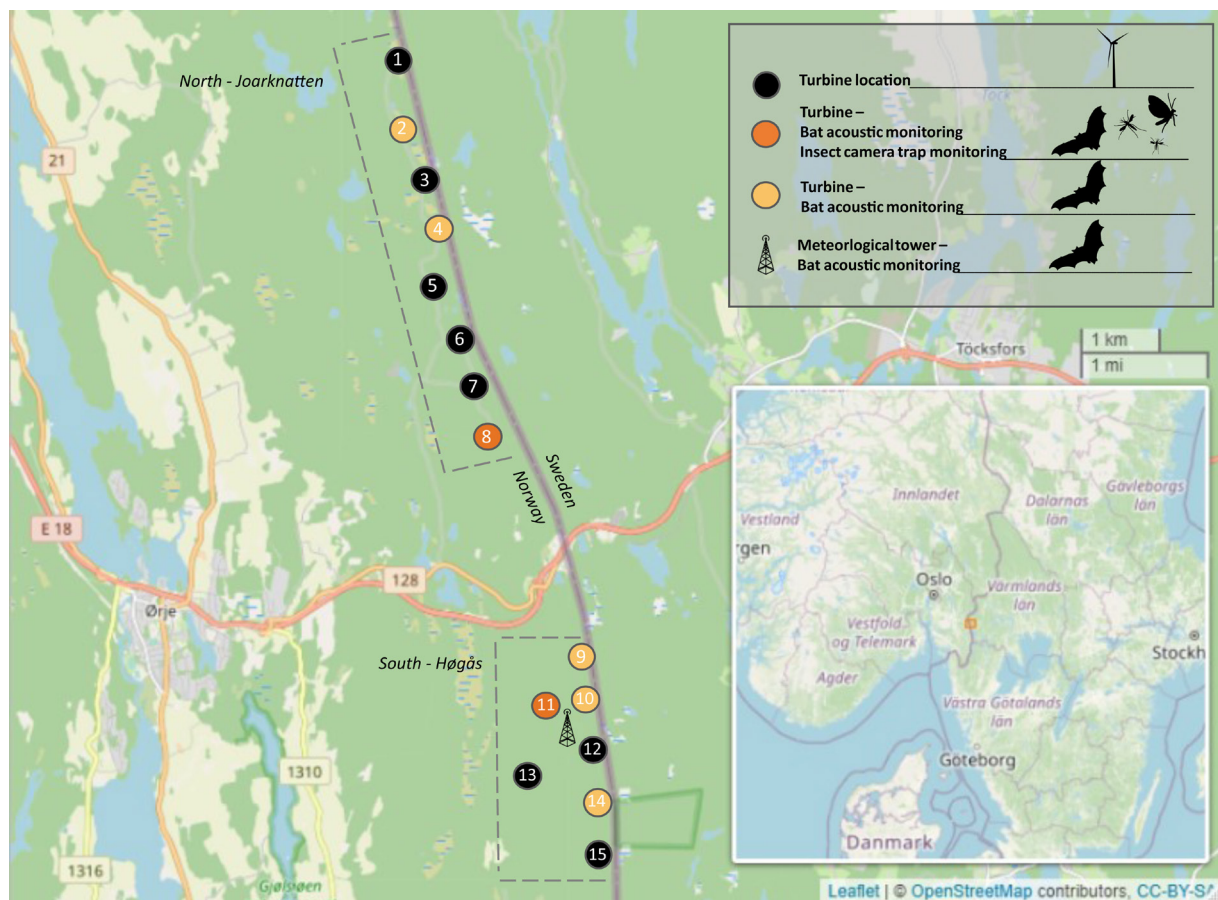 North - Joarknatten
1
2
3
4
5
6
7
8
21
Sweden
Norway
E 18
128
Ørje
South - Høgås
9
10
11
12
13
14
15
1310
1316
Gjølsjøen
Turbine location
Tock
Turbine –
Bat acoustic monitoring
Insect camera trap monitoring
Turbine –
Bat acoustic monitoring
Meteorlogical tower –
Bat acoustic monitoring
Töcksfors
1 km
1 mi
Innlandet
Dalarnas
län
Gävleborgs
län
Vestland
rgen
Oslo
Värmlands
län
Vestfold
og Telemark
Stockh
Agder
Västra Götalands
län
Göteborg
Danmark
Leaflet | © OpenStreetMap contributors, CC-BY-SA